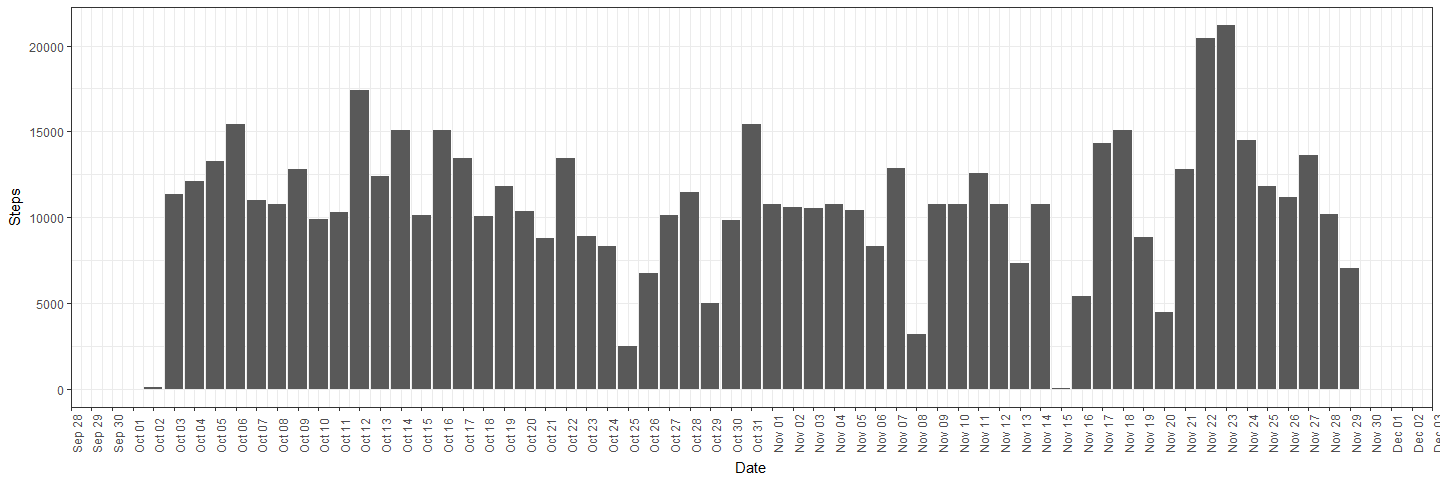 Steps
20000
15000
10000
5000
0
Sep 28
Sep 29
Sep 30
Oct 01
Oct 02
Oct 03
Oct 04
Oct 05
Oct 06
Oct 07
Oct 08
Oct 09
Oct 10
Oct 11
Oct 12
Oct 13
Oct 14
Oct 15
Oct 16
Oct 17
Oct 18
Oct 19
Oct 20
Oct 21
Oct 22
Oct 23
Oct 24
Oct 25
Oct 26
Oct 27
Oct 28
Oct 29
Oct 30
Oct 31
Nov 01
Nov 02
Nov 03
Nov 04
Nov 05
Nov 06
Nov 07
Nov 08
Nov 09
Nov 10
Nov 11
Nov 12
Nov 13
Nov 14
Nov 15
Nov 16
Nov 17
Nov 18
Nov 19
Nov 20
Nov 21
Nov 22
Nov 23
Nov 24
Nov 25
Nov 26
Nov 27
Nov 28
Nov 29
Nov 30
Dec 01
Dec 02
Dec 03
Date